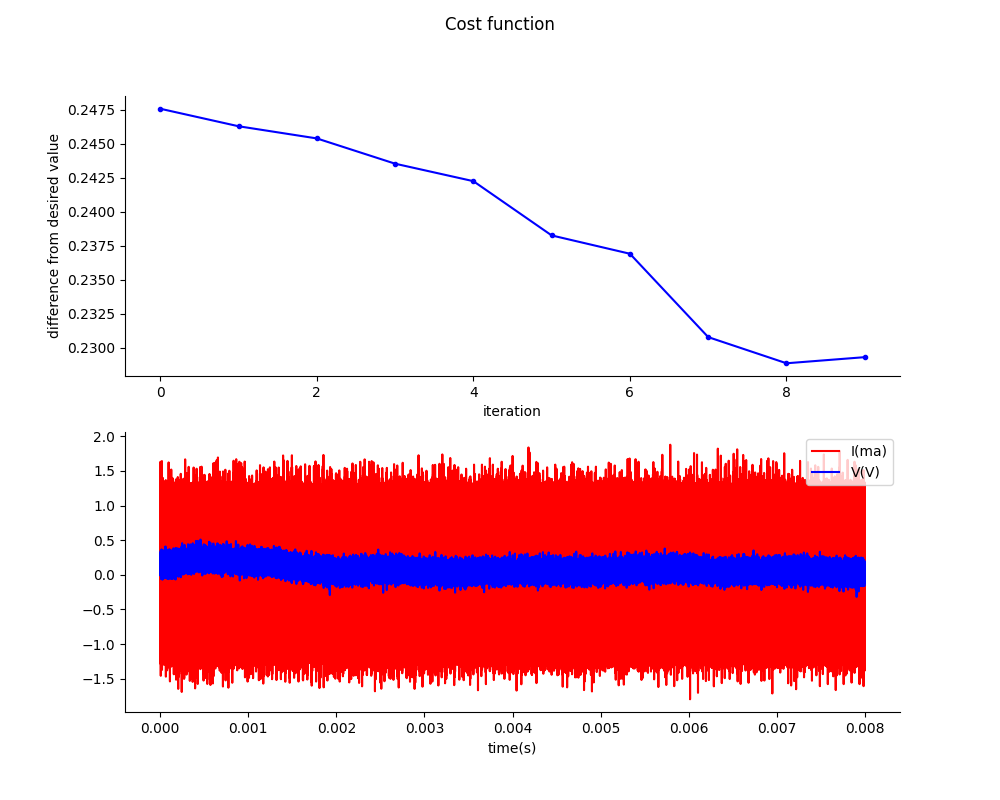 Cost function
0.2475
0.2450
0.2425
0.2400
0.2375
0.2350
0.2325
0.2300
difference from desired value
0 2 4 6 8
iteration
2.0
1.5
1.0
0.5
0.0
−0.5
−1.0
−1.5
I(ma)
V(V)
0.000 0.001 0.002 0.003 0.004 0.005 0.006 0.007 0.008
time(s)